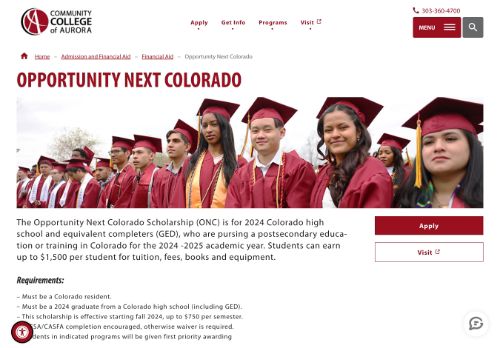 COMMUNITY
COLLEGE
of AURORA
Apply
Get Info
Programs
Visit
303-360-4700
MENU
Home – Admission and Financial Aid – Financial Aid – Opportunity Next Colorado
OPPORTUNITY NEXT COLORADO
The Opportunity Next Colorado Scholarship (ONC) is for 2024 Colorado high
school and equivalent completers (GED), who are pursuing a postsecondary educa-
tion or training in Colorado for the 2024 -2025 academic year. Students can earn
up to $1,500 per student for tuition, fees, books and equipment.
Apply
Visit
Requirements:
– Must be a Colorado resident.
– Must be a 2024 graduate from a Colorado high school (including GED).
– This scholarship is effective starting fall 2024, up to $750 per semester.
SA/CASFA completion encouraged, otherwise waiver is required.
udents in indicated programs will be given first priority awarding